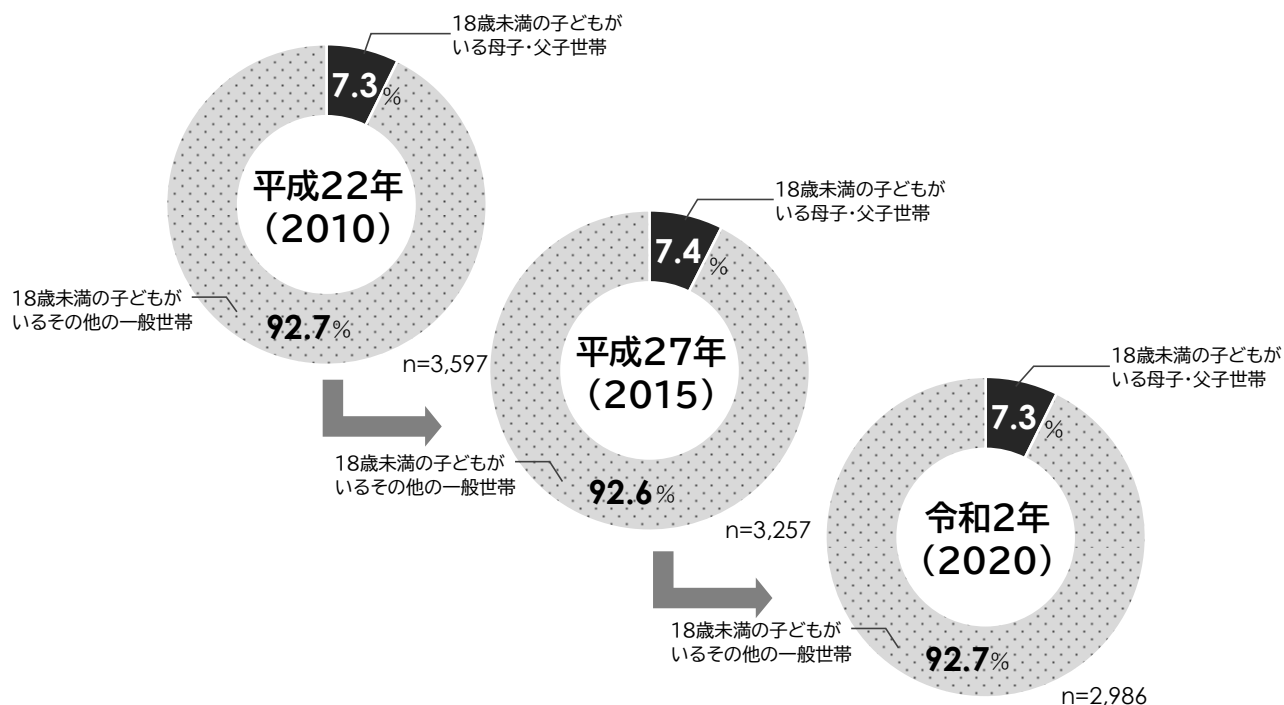 18歳未満の子どもが
いる母子・父子世帯
7.3%
平成22年
（2010）
18歳未満の子どもが
いるその他の一般世帯
92.7%
n=3,597
18歳未満の子どもが
いる母子・父子世帯
7.4%
平成27年
（2015）
18歳未満の子どもが
いるその他の一般世帯
92.6%
n=3,257
18歳未満の子どもが
いる母子・父子世帯
7.3%
令和2年
（2020）
18歳未満の子どもが
いるその他の一般世帯
92.7%
n=2,986